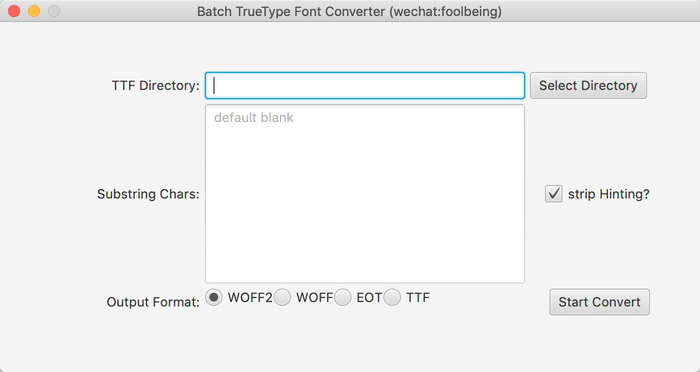 Batch TrueType Font Converter (wechat:foolbeing)
TTF Directory:
Select Directory
default blank
Substring Chars:
strip Hinting?
Output Format: WOFF2 WOFF EOT TTF
Start Convert